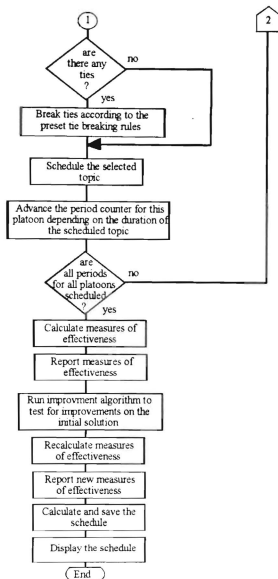 1
2
are
there any
ties
?
no
yes
Break ties according to the
preset tie breaking rules
Schedule the selected
topic
Advance the period counter for this
platoon depending on the duration of
the scheduled topic
are
all periods
for all platoons
scheduled
?
no
yes
Calculate measures of
effectiveness
Report measures of
effectiveness
Run improvment algorithm to
test for improvements on the
initial solution
Recalculate measures
of effectiveness
Report new measures
of effectiveness
Calculate and save the
schedule
Display the schedule
End